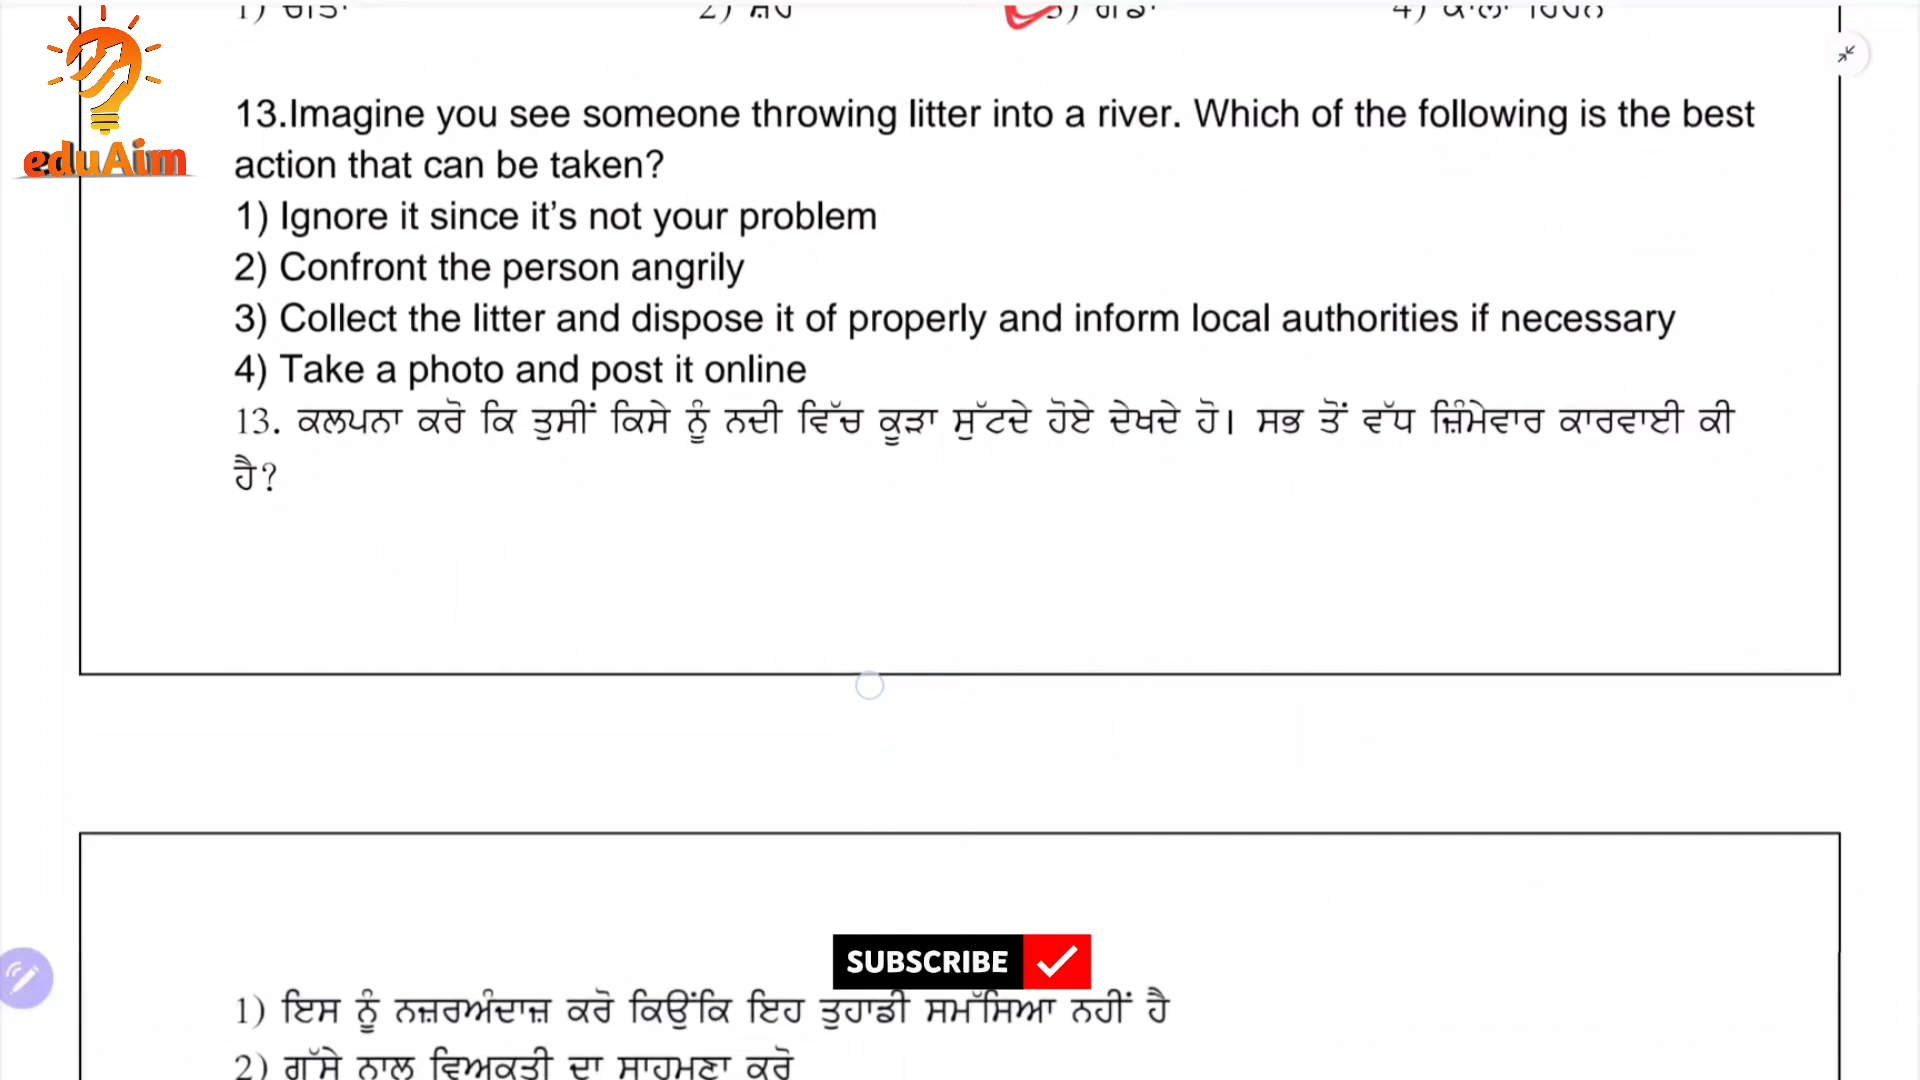 eduAim
13.Imagine you see someone throwing litter into a river. Which of the following is the best
action that can be taken?
1) Ignore it since it’s not your problem
2) Confront the person angrily
3) Collect the litter and dispose it of properly and inform local authorities if necessary
4) Take a photo and post it online
13. ਕਲਪਨਾ ਕਰੋ ਕਿ ਤੁਸੀਂ ਕਿਸੇ ਨੂੰ ਨਦੀ ਵਿੱਚ ਕੂੜਾ ਸੁੱਟਦੇ ਹੋਏ ਦੇਖਦੇ ਹੋ। ਸਭ ਤੋਂ ਵੱਧ ਜ਼ਿੰਮੇਵਾਰ ਕਾਰਵਾਈ ਕੀ
ਹੈ?
SUBSCRIBE
1) ਇਸ ਨੂੰ ਨਜ਼ਰਅੰਦਾਜ਼ ਕਰੋ ਕਿਉਂਕਿ ਇਹ ਤੁਹਾਡੀ ਸਮੱਸਿਆ ਨਹੀਂ ਹੈ
2) ਗੁੱਸੇ ਨਾਲ ਵਿਅਕਤੀ ਦਾ ਸਾਹਮਣਾ ਕਰੋ